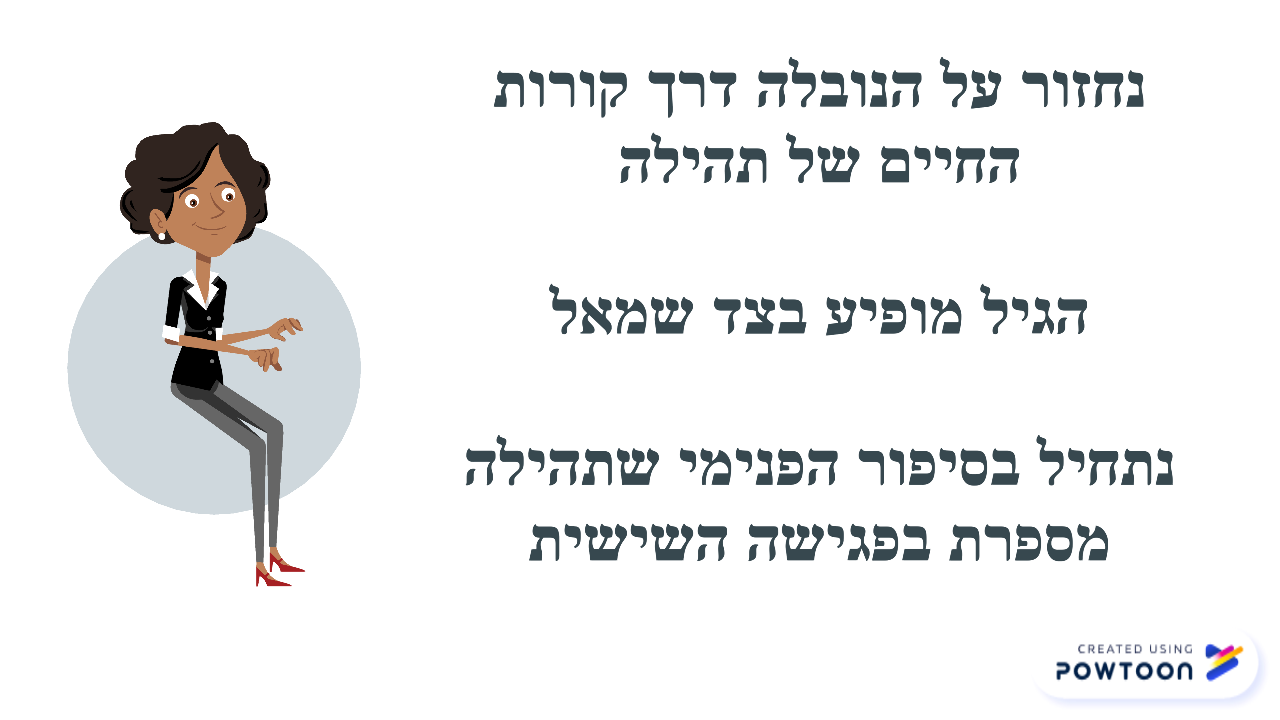 נחזור על הנובלה דרך קורות
החיים של תהילה
הגיל מופיע בצד שמאל
נתחיל בסיפור הפנימי שתהילה
מספרת בפגישה השישית
CREATED USING
POWTOON